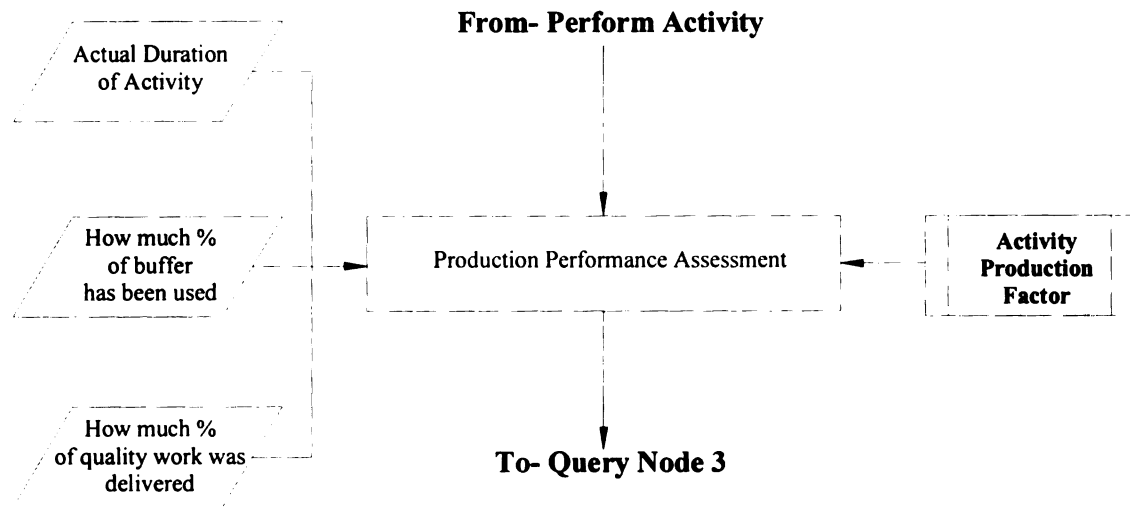 From- Perform Activity
Actual Duration
of Activity
How much %
of buffer
has been used
Production Performance Assessment
Activity
Production
Factor
How much %
of quality work was
delivered
To- Query Node 3